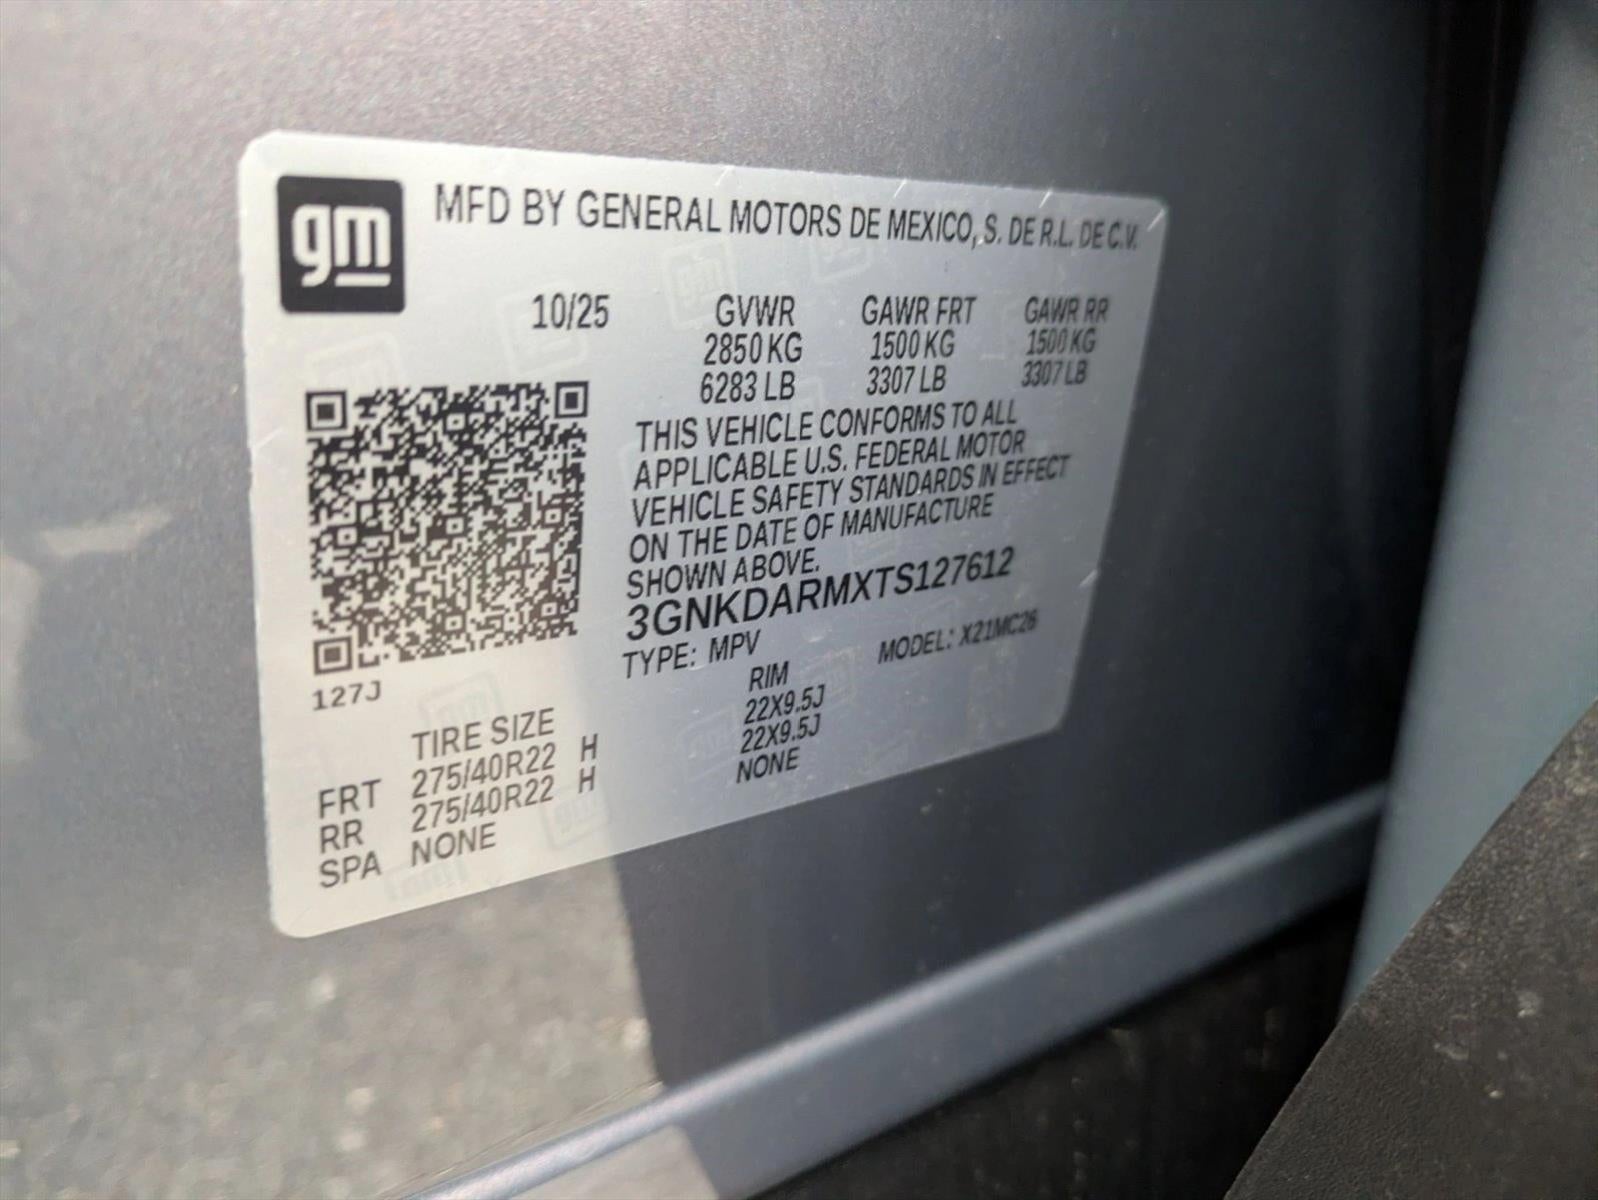 gm
MFD BY GENERAL MOTORS DE MEXICO, S. DE R.L. DE C.V.
10/25 GVWR GAWR FRT GAWR RR
2850 KG 1500 KG 1500 KG
6283 LB 3307 LB 3307 LB
THIS VEHICLE CONFORMS TO ALL
APPLICABLE U.S. FEDERAL MOTOR
VEHICLE SAFETY STANDARDS IN EFFECT
ON THE DATE OF MANUFACTURE
SHOWN ABOVE.
3GNKDARMXTS127612
TYPE: MPV MODEL: X21MC26
127J
TIRE SIZE RIM
FRT 275/40R22 H 22X9.5J
RR 275/40R22 H 22X9.5J
SPA NONE NONE